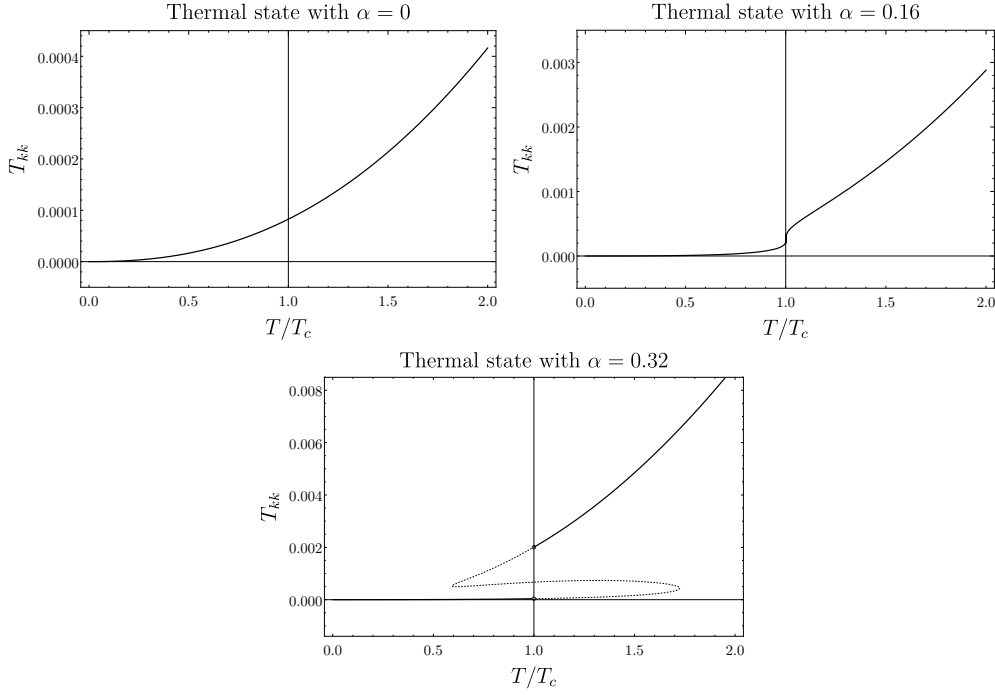 Thermal state with α = 0
0.0004
0.0003
0.0002
0.0001
0.0000
T_kk
0.0 0.5 1.0 1.5 2.0
T/T_c
Thermal state with α = 0.16
0.003
0.002
0.001
0.000
T_kk
0.0 0.5 1.0 1.5 2.0
T/T_c
Thermal state with α = 0.32
0.008
0.006
0.004
0.002
0.000
T_kk
0.0 0.5 1.0 1.5 2.0
T/T_c